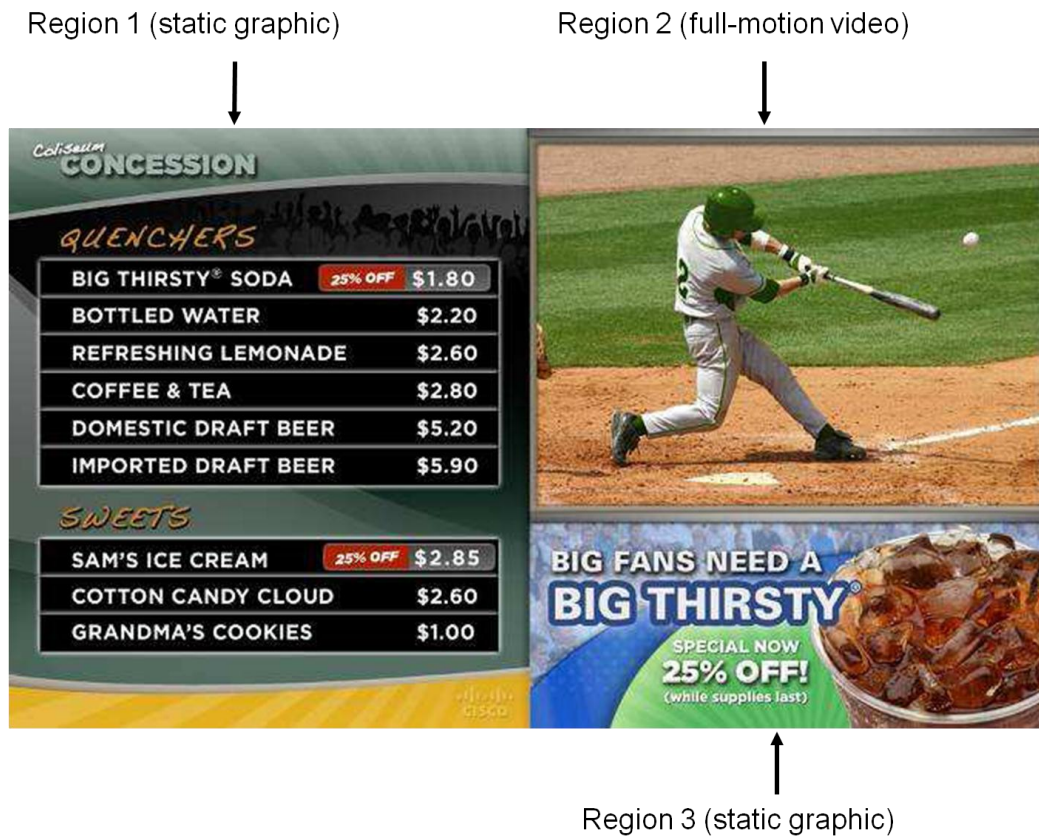 Region 1 (static graphic)
Region 2 (full-motion video)
Coliseum
CONCESSION
QUENCHERS
BIG THIRSTY® SODA 25% OFF $1.80
BOTTLED WATER $2.20
REFRESHING LEMONADE $2.60
COFFEE & TEA $2.80
DOMESTIC DRAFT BEER $5.20
IMPORTED DRAFT BEER $5.90
SWEETS
SAM'S ICE CREAM 25% OFF $2.85
COTTON CANDY CLOUD $2.60
GRANDMA'S COOKIES $1.00
CISCO
2
BIG FANS NEED A
BIG THIRSTY®
SPECIAL NOW
25% OFF!
(while supplies last)
Region 3 (static graphic)